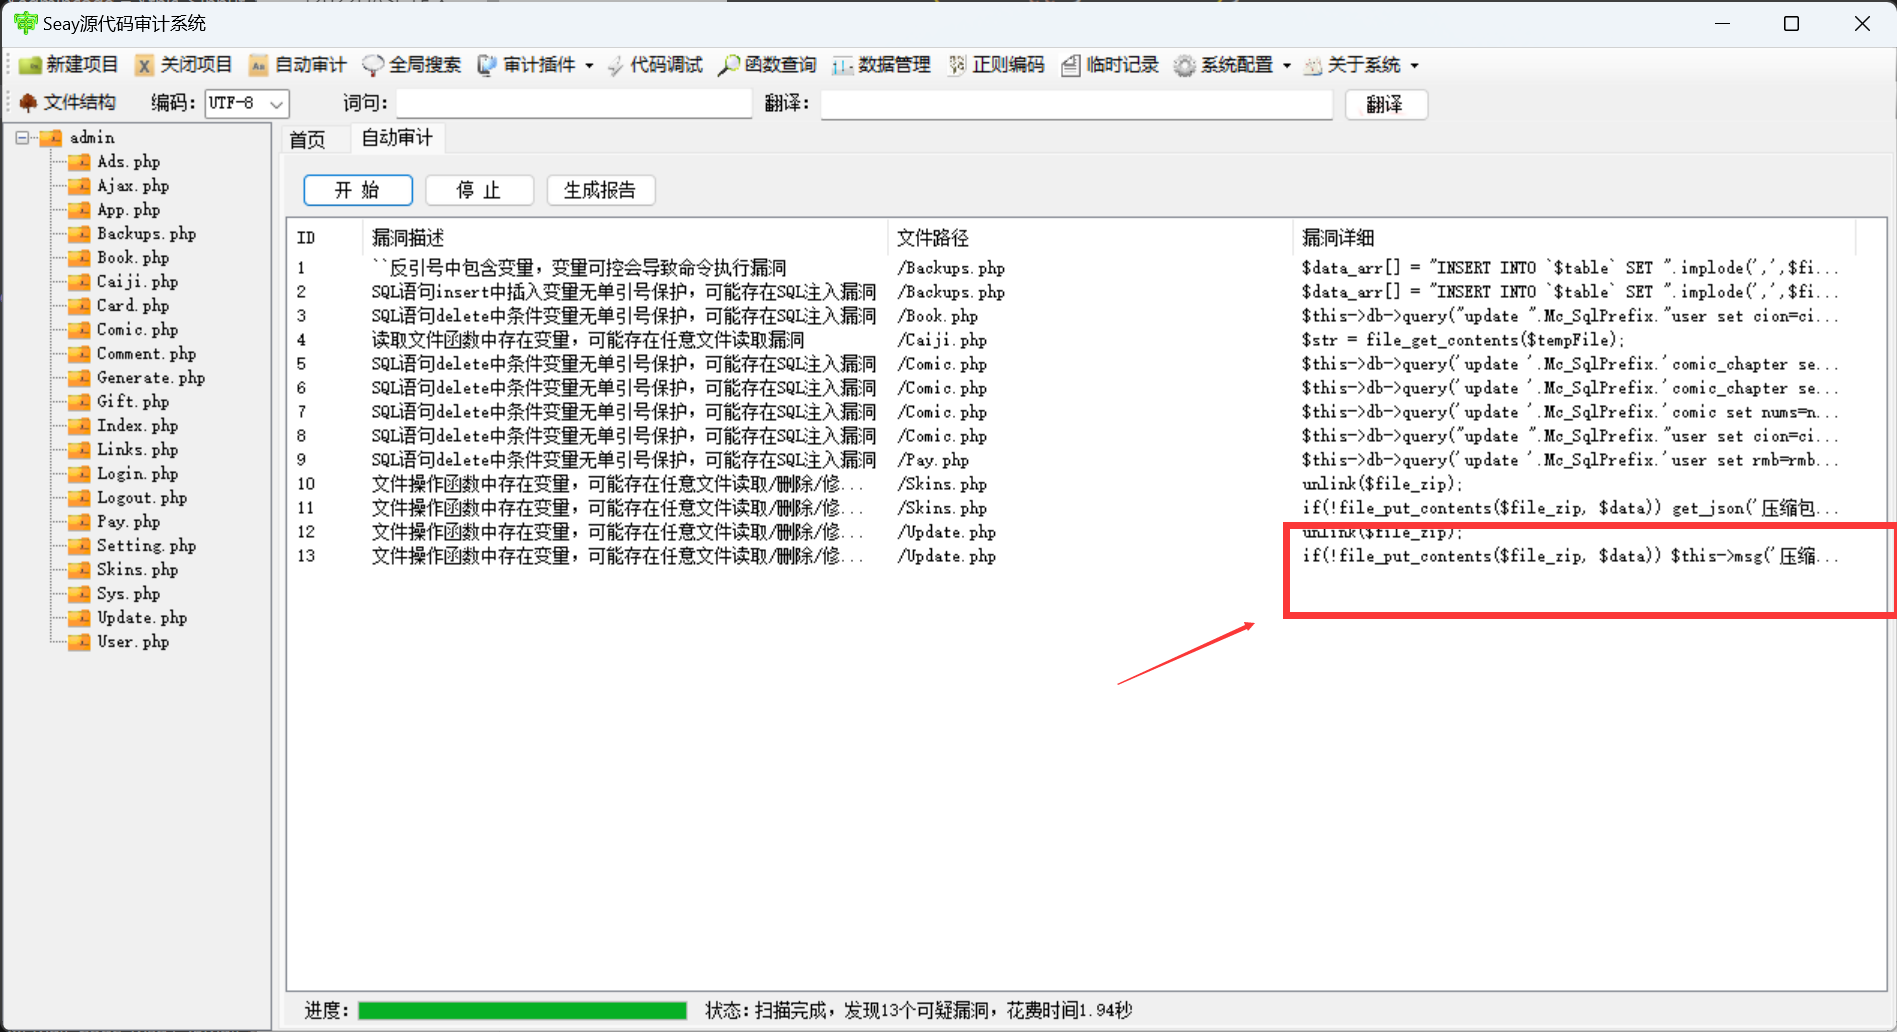 Seay源代码审计系统
新建项目 关闭项目 自动审计 全局搜索 审计插件 代码调试 函数查询 数据管理 正则编码 临时记录 系统配置 关于系统
文件结构 编码: UTF-8 词句: 翻译: 翻译
首页 自动审计
开 始 停 止 生成报告
admin
Ads.php
Ajax.php
App.php
Backups.php
Book.php
Caiji.php
Card.php
Comic.php
Comment.php
Generate.php
Gift.php
Index.php
Links.php
Login.php
Logout.php
Pay.php
Setting.php
Skins.php
Sys.php
Update.php
User.php
ID 漏洞描述 文件路径 漏洞详细
1 ``反引号中包含变量，变量可控会导致命令执行漏洞 /Backups.php $data_arr[] = "INSERT INTO `$table` SET ".implode(',',$fi...
2 SQL语句insert中插入变量无单引号保护，可能存在SQL注入漏洞 /Backups.php $data_arr[] = "INSERT INTO `$table` SET ".implode(',',$fi...
3 SQL语句delete中条件变量无单引号保护，可能存在SQL注入漏洞 /Book.php $this->db->query("update ".Mc_SqlPrefix."user set cion=ci...
4 读取文件函数中存在变量，可能存在任意文件读取漏洞 /Caiji.php $str = file_get_contents($tempFile);
5 SQL语句delete中条件变量无单引号保护，可能存在SQL注入漏洞 /Comic.php $this->db->query('update '.Mc_SqlPrefix.'comic_chapter se...
6 SQL语句delete中条件变量无单引号保护，可能存在SQL注入漏洞 /Comic.php $this->db->query('update '.Mc_SqlPrefix.'comic_chapter se...
7 SQL语句delete中条件变量无单引号保护，可能存在SQL注入漏洞 /Comic.php $this->db->query('update '.Mc_SqlPrefix.'comic set nums=n...
8 SQL语句delete中条件变量无单引号保护，可能存在SQL注入漏洞 /Comic.php $this->db->query("update ".Mc_SqlPrefix."user set cion=ci...
9 SQL语句delete中条件变量无单引号保护，可能存在SQL注入漏洞 /Pay.php $this->db->query('update '.Mc_SqlPrefix.'user set rmb=rmb...
10 文件操作函数中存在变量，可能存在任意文件读取/删除/修... /Skins.php unlink($file_zip);
11 文件操作函数中存在变量，可能存在任意文件读取/删除/修... /Skins.php if(!file_put_contents($file_zip, $data)) get_json('压缩包...
12 文件操作函数中存在变量，可能存在任意文件读取/删除/修... /Update.php unlink($file_zip);
13 文件操作函数中存在变量，可能存在任意文件读取/删除/修... /Update.php if(!file_put_contents($file_zip, $data)) $this->msg('压缩...
进度: 状态: 扫描完成，发现13个可疑漏洞，花费时间1.94秒